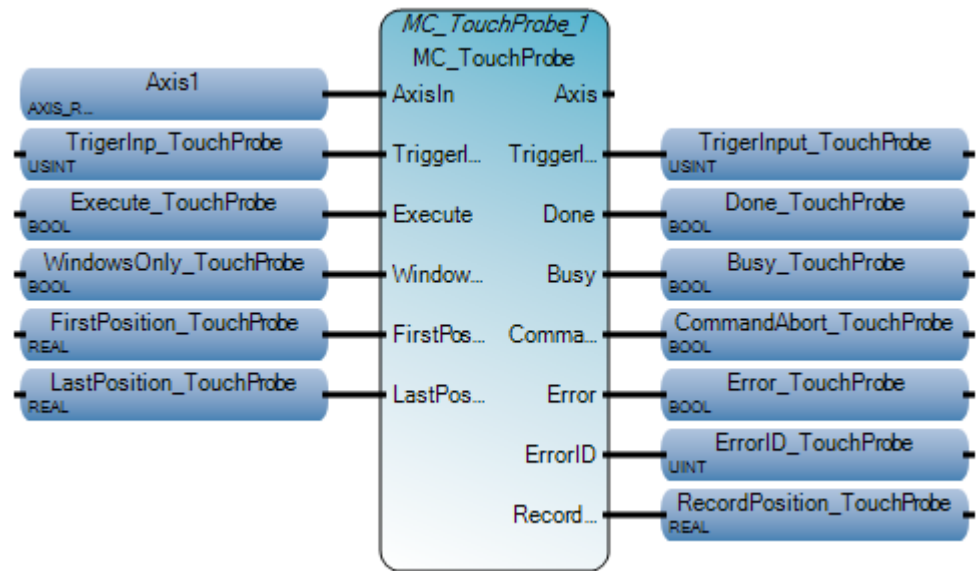 MC_TouchProbe_1
MC_TouchProbe
Axis1
AXIS_R...
AxisIn
Axis
TrigerInp_TouchProbe
USINT
TriggerI...
TriggerI...
TrigerInput_TouchProbe
USINT
Execute_TouchProbe
BOOL
Execute
Done
Done_TouchProbe
BOOL
WindowsOnly_TouchProbe
BOOL
Window...
Busy
Busy_TouchProbe
BOOL
FirstPosition_TouchProbe
REAL
FirstPos...
Comma...
CommandAbort_TouchProbe
BOOL
LastPosition_TouchProbe
REAL
LastPos...
Error
Error_TouchProbe
BOOL
ErrorID
ErrorID_TouchProbe
UINT
Record...
RecordPosition_TouchProbe
REAL